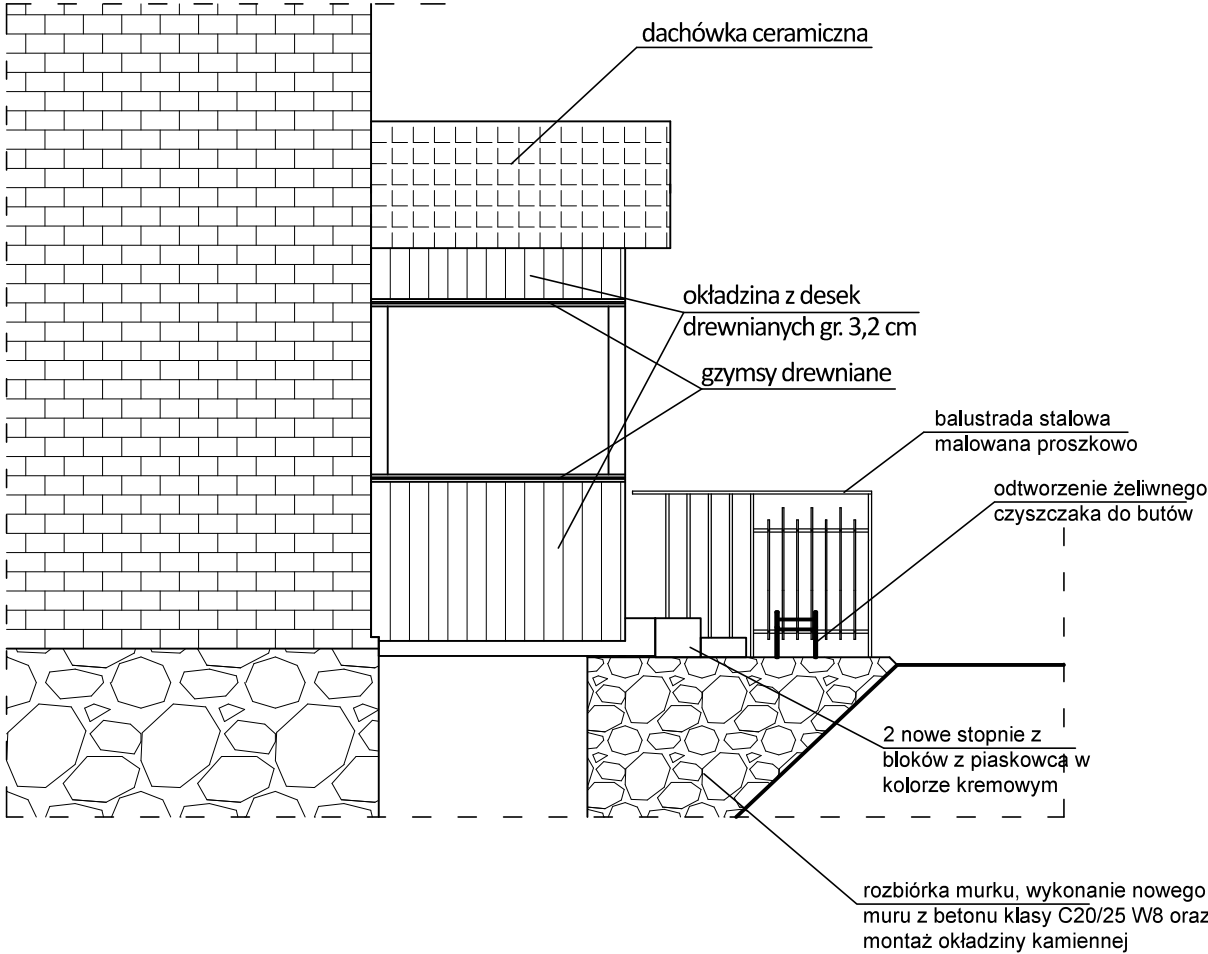 dachówka ceramiczna
okładzina z desek
drewnianych gr. 3,2 cm
gzymsy drewniane
balustrada stalowa
malowana proszkowo
odtworzenie żeliwnego
czyszczaka do butów
2 nowe stopnie z
bloków z piaskowca w
kolorze kremowym
rozbiórka murku, wykonanie nowego
muru z betonu klasy C20/25 W8 oraz
montaż okładziny kamiennej